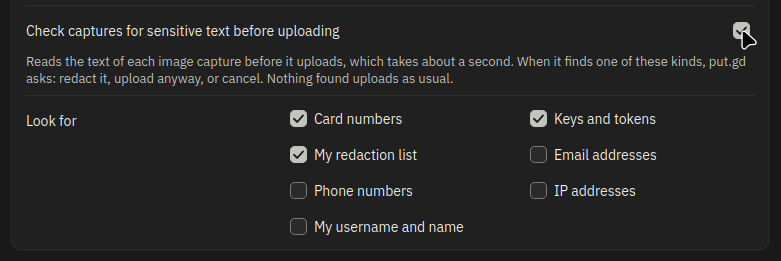 Check captures for sensitive text before uploading
Reads the text of each image capture before it uploads, which takes about a second. When it finds one of these kinds, put.gd
asks: redact it, upload anyway, or cancel. Nothing found uploads as usual.
Look for
Card numbers
Keys and tokens
My redaction list
Email addresses
Phone numbers
IP addresses
My username and name